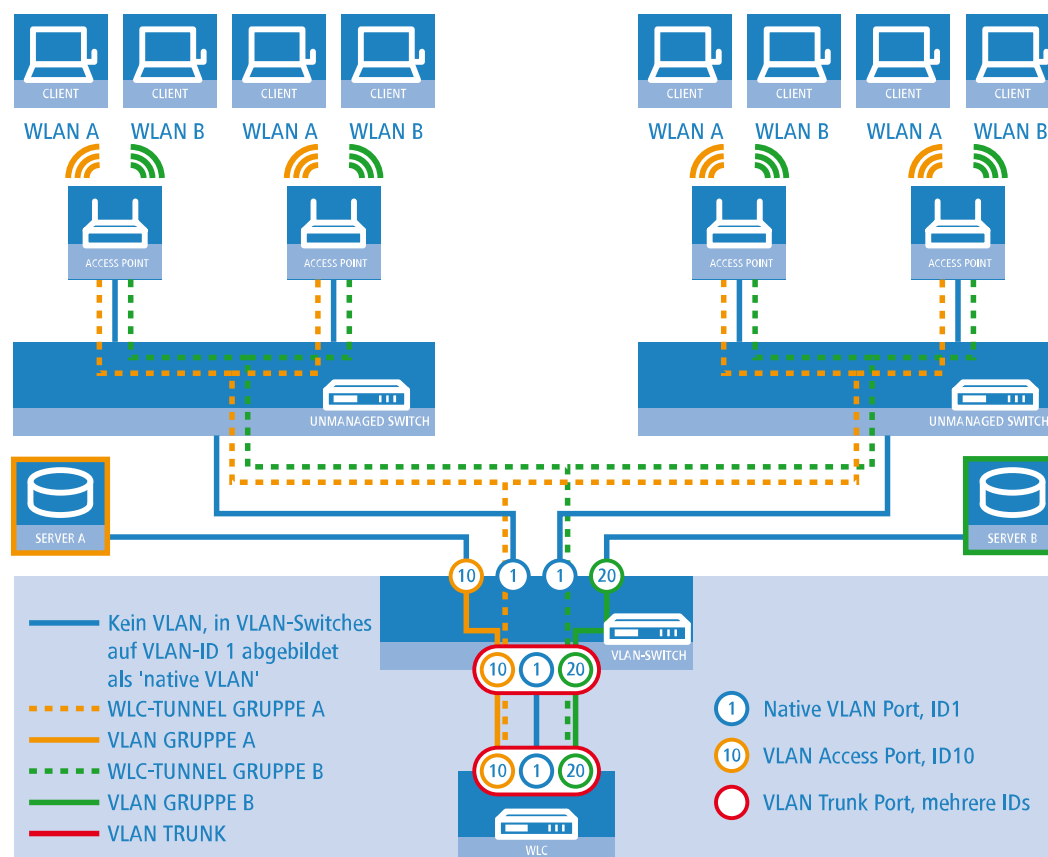 CLIENT
CLIENT
CLIENT
CLIENT
CLIENT
CLIENT
CLIENT
CLIENT
WLAN A
WLAN B
WLAN A
WLAN B
WLAN A
WLAN B
WLAN A
WLAN B
ACCESS POINT
ACCESS POINT
ACCESS POINT
ACCESS POINT
UNMANAGED SWITCH
UNMANAGED SWITCH
SERVER A
SERVER B
10
1
1
20
VLAN-SWITCH
10
1
20
10
1
20
WLC
Kein VLAN, in VLAN-Switches
auf VLAN-ID 1 abgebildet
als 'native VLAN'
WLC-TUNNEL GRUPPE A
VLAN GRUPPE A
WLC-TUNNEL GRUPPE B
VLAN GRUPPE B
VLAN TRUNK
1 Native VLAN Port, ID1
10 VLAN Access Port, ID10
VLAN Trunk Port, mehrere IDs